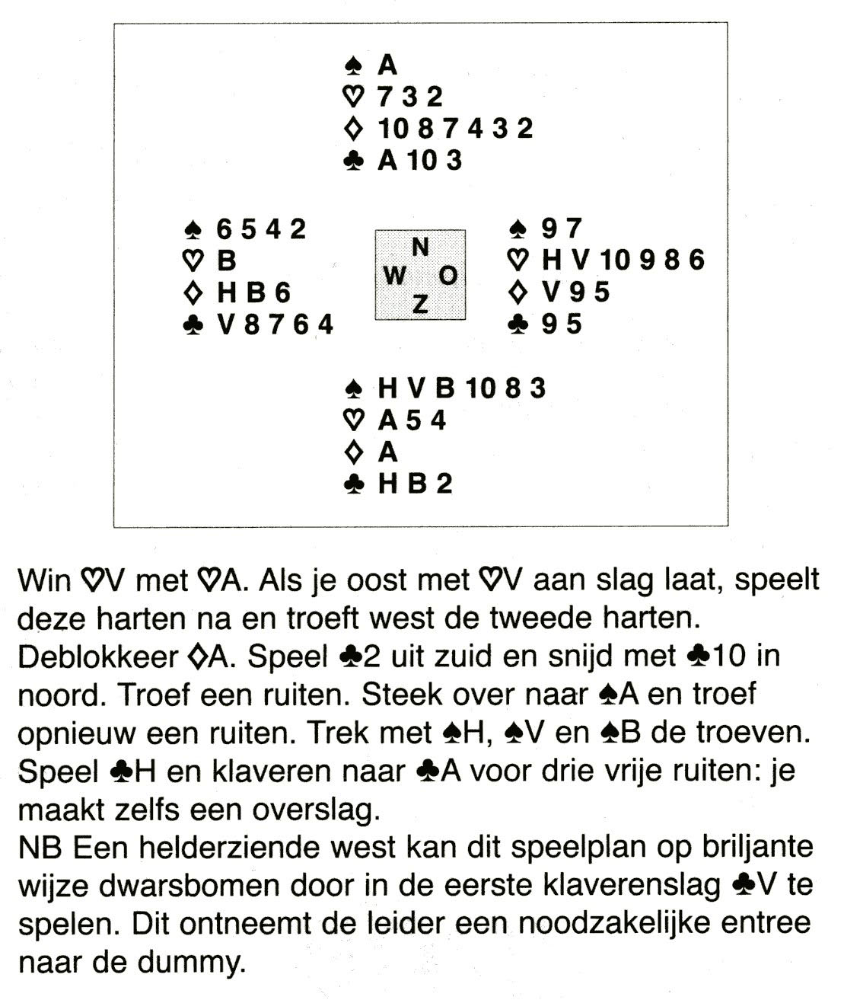 ♠ A
♡ 7 3 2
♢ 10 8 7 4 3 2
♣ A 10 3
♠ 6 5 4 2
♡ B
♢ H B 6
♣ V 8 7 6 4
N
W O
Z
♠ 9 7
♡ H V 10 9 8 6
♢ V 9 5
♣ 9 5
♠ H V B 10 8 3
♡ A 5 4
♢ A
♣ H B 2
Win ♡V met ♡A. Als je oost met ♡V aan slag laat, speelt
deze harten na en troeft west de tweede harten.
Deblokkeer ♢A. Speel ♣2 uit zuid en snijd met ♣10 in
noord. Troef een ruiten. Steek over naar ♠A en troef
opnieuw een ruiten. Trek met ♠H, ♠V en ♠B de troeven.
Speel ♣H en klaveren naar ♣A voor drie vrije ruiten: je
maakt zelfs een overslag.
NB Een helderziende west kan dit speelplan op briljante
wijze dwarsbomen door in de eerste klaverenslag ♣V te
spelen. Dit ontneemt de leider een noodzakelijke entree
naar de dummy.